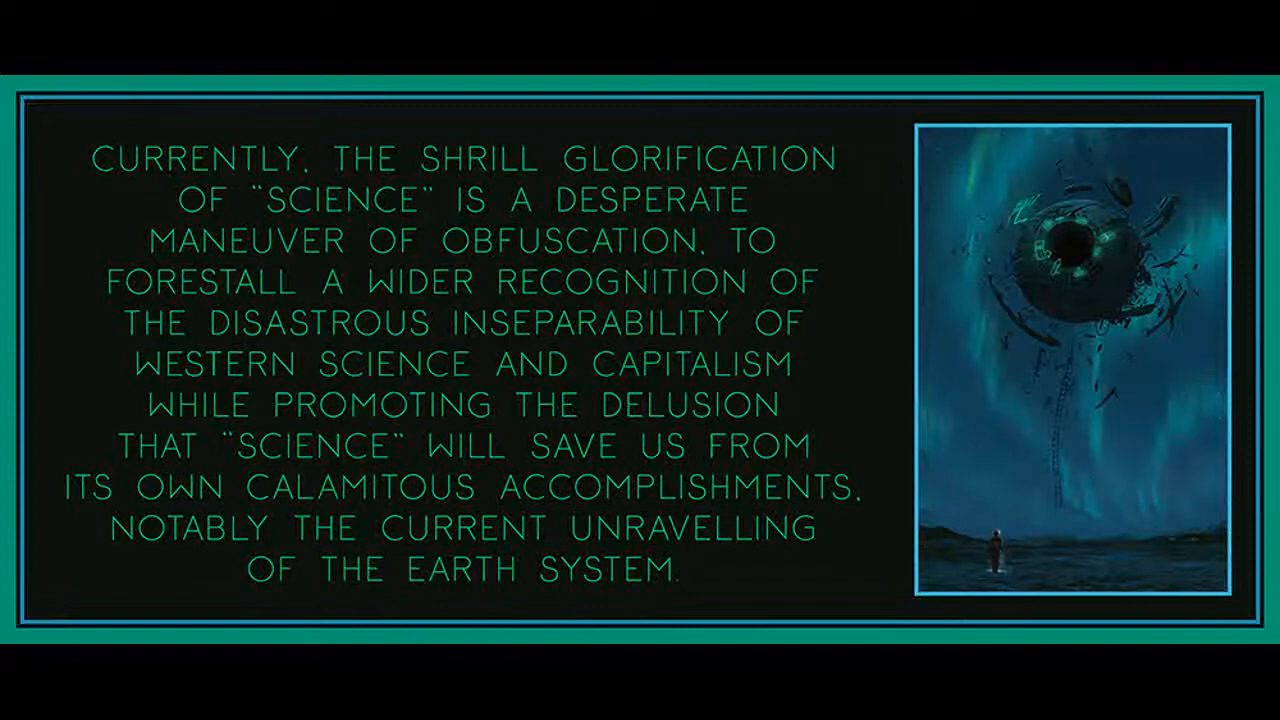 CURRENTLY, THE SHRILL GLORIFICATION
OF "SCIENCE" IS A DESPERATE
MANEUVER OF OBFUSCATION, TO
FORESTALL A WIDER RECOGNITION OF
THE DISASTROUS INSEPARABILITY OF
WESTERN SCIENCE AND CAPITALISM
WHILE PROMOTING THE DELUSION
THAT "SCIENCE" WILL SAVE US FROM
ITS OWN CALAMITOUS ACCOMPLISHMENTS,
NOTABLY THE CURRENT UNRAVELLING
OF THE EARTH SYSTEM.